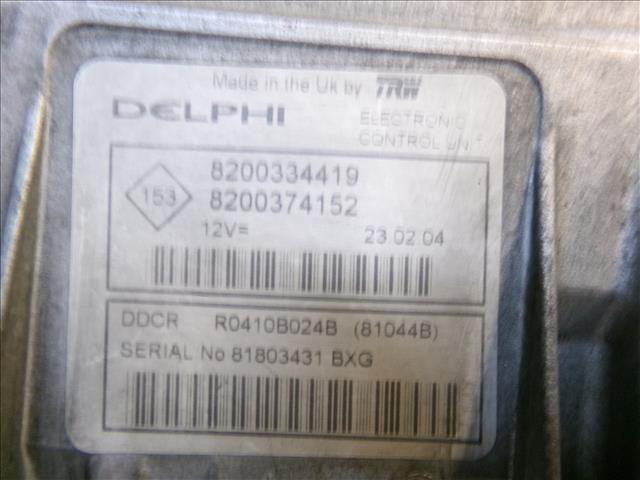 Made in the Uk by TRW
DELPHI
ELECTRONIC
CONTROL UNIT
153
8200334419
8200374152
12V=
23 02 04
DDCR R0410B024B (81044B)
SERIAL No 81803431 BXG